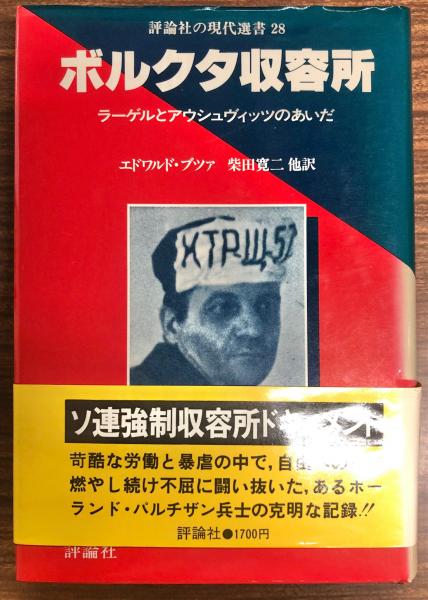 評論社の現代選書 28
ボルクタ収容所
ラーゲルとアウシュヴィッツのあいだ
エドワルド・ブツァ 柴田寛二 他訳
ХТРЩ-57
ソ連強制収容所ド
苛酷な労働と暴虐の中で,自由への
燃やし続け不屈に闘い抜いた,あるポー
ランド・パルチザン兵士の克明な記録!!
評論社●1700円
評論社